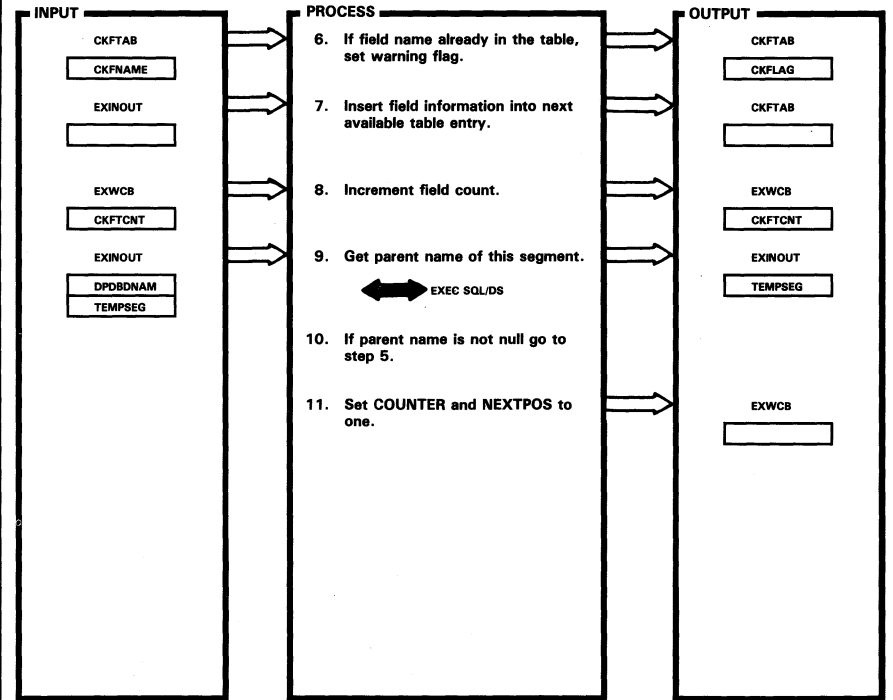 INPUT
CKFTAB
CKFNAME
EXINOUT
EXWCB
CKFTCNT
EXINOUT
DPDBDNAM
TEMPSEG
PROCESS
6. If field name already in the table,
set warning flag.
7. Insert field information into next
available table entry.
8. Increment field count.
9. Get parent name of this segment.
EXEC SQL/DS
10. If parent name is not null go to
step 5.
11. Set COUNTER and NEXTPOS to
one.
OUTPUT
CKFTAB
CKFLAG
CKFTAB
EXWCB
CKFTCNT
EXINOUT
TEMPSEG
EXWCB